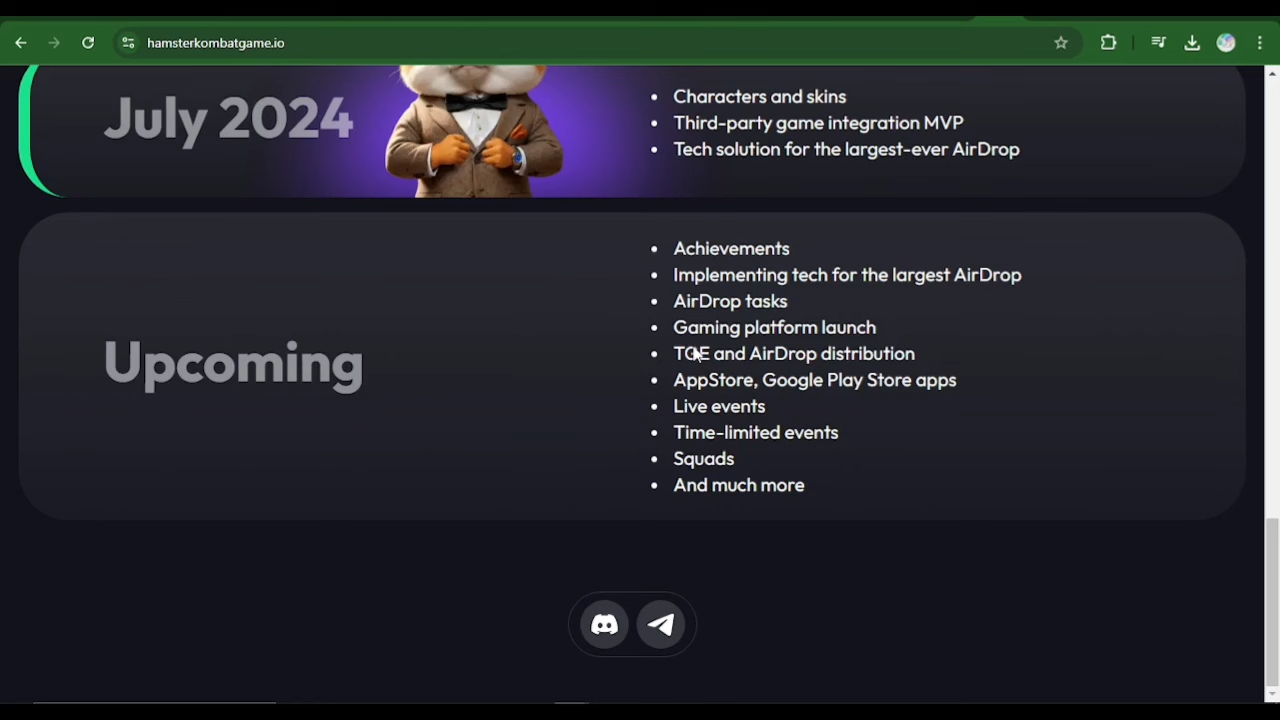 hamsterkombatgame.io
July 2024
Characters and skins
Third-party game integration MVP
Tech solution for the largest-ever AirDrop
Upcoming
Achievements
Implementing tech for the largest AirDrop
AirDrop tasks
Gaming platform launch
TGE and AirDrop distribution
AppStore, Google Play Store apps
Live events
Time-limited events
Squads
And much more